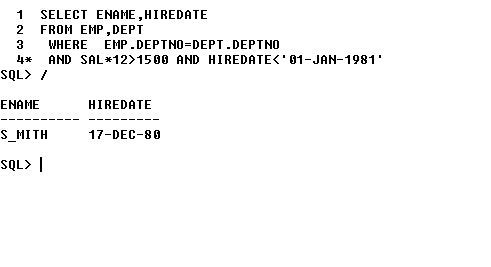 1 SELECT ENAME,HIREDATE
2 FROM EMP,DEPT
3 WHERE EMP.DEPTNO=DEPT.DEPTNO
4* AND SAL*12>1500 AND HIREDATE<'01-JAN-1981'
SQL> /
ENAME HIREDATE
---------- ---------
S_MITH 17-DEC-80
SQL>